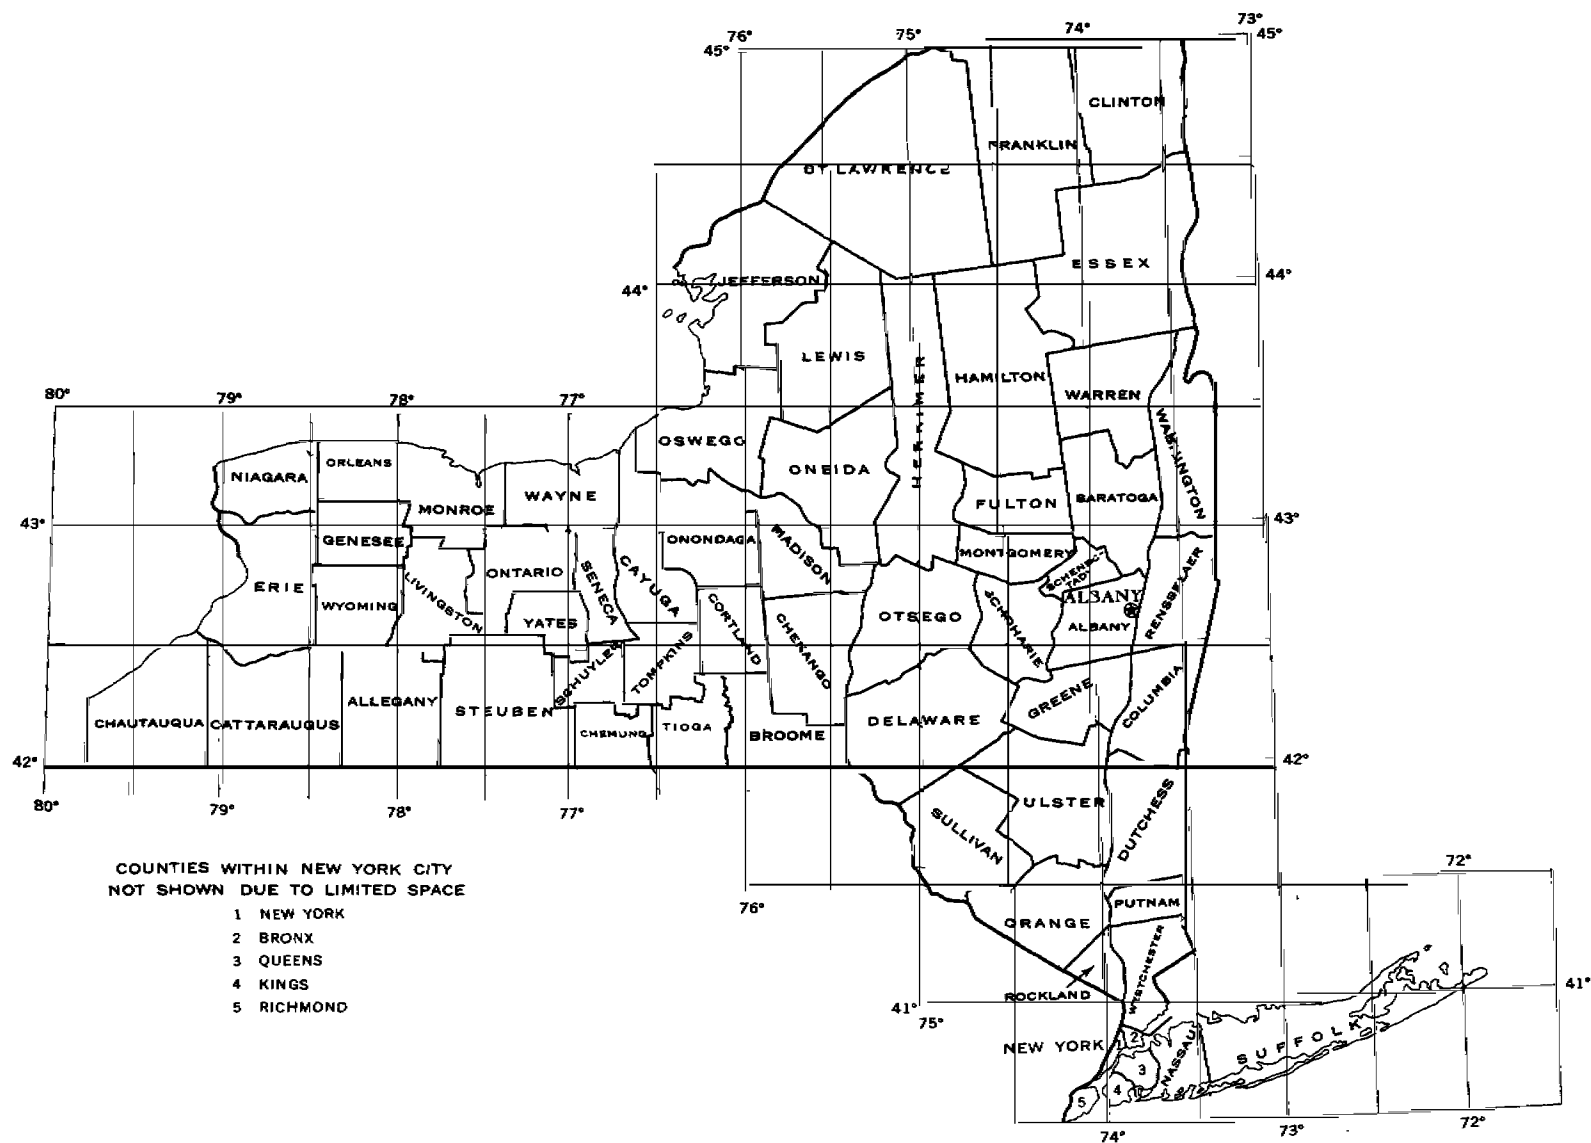 73°
76° 75° 74°
45° 45°
CLINTON
FRANKLIN
ST LAWRENCE
ESSEX
44° JEFFERSON 44°
LEWIS
HERKIMER
HAMILTON
WARREN
80° 79° 78° 77°
WASHINGTON
OSWEGO
ONEIDA
NIAGARA
ORLEANS
MONROE
WAYNE
FULTON
SARATOGA
43° 43°
GENESEE
ONONDAGA
MADISON
MONTGOMERY
SCHENEC-
TADY
ERIE
WYOMING
LIVINGSTON
ONTARIO
YATES
SENECA
CAYUGA
CORTLAND
CHENANGO
OTSEGO
SCHOHARIE
ALBANY
ALBANY
RENSSELAER
SCHUYLER
TOMPKINS
CHAUTAUQUA
CATTARAUGUS
ALLEGANY
STEUBEN
CHEMUNG
TIOGA
BROOME
DELAWARE
GREENE
COLUMBIA
42° 42°
80° 79° 78° 77°
ULSTER
SULLIVAN
DUTCHESS
COUNTIES WITHIN NEW YORK CITY
NOT SHOWN DUE TO LIMITED SPACE
1 NEW YORK
2 BRONX
3 QUEENS
4 KINGS
5 RICHMOND
72°
76°
PUTNAM
ORANGE
WESTCHESTER
ROCKLAND
41° 41°
75°
NEW YORK
1
2
3
4
5
NASSAU
SUFFOLK
74° 73° 72°